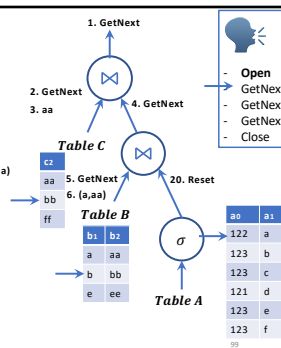 1. GetNext
2. GetNext
3. aa
4. GetNext
- Open
- GetNex
- GetNex
- GetNex
- Close
Table C
c2
aa
bb
ff
a)
5. GetNext
6. (a,aa)
20. Reset
Table B
b1 b2
a aa
b bb
e ee
σ
Table A
a0 a1
122 a
123 b
123 c
121 d
123 e
123 f
99